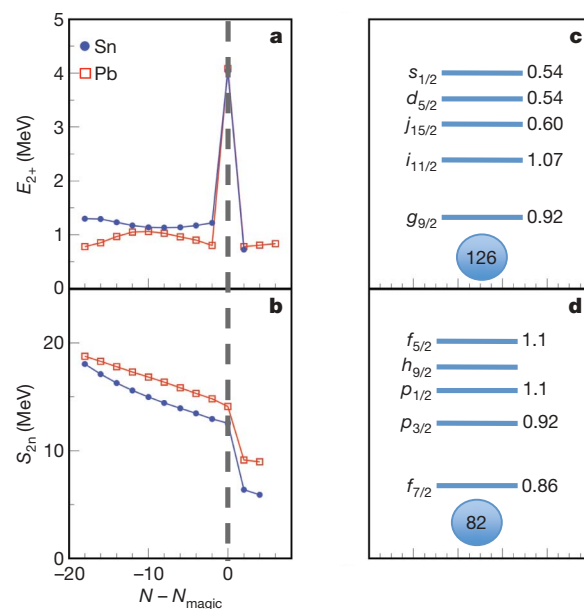 a
Sn
Pb
5
4
3
2
1
0
E2+ (MeV)
b
20
10
0
S2n (MeV)
−20
−10
0
N – Nmagic
c
s1/2 0.54
d5/2 0.54
j15/2 0.60
i11/2 1.07
g9/2 0.92
126
d
f5/2 1.1
h9/2
p1/2 1.1
p3/2 0.92
f7/2 0.86
82